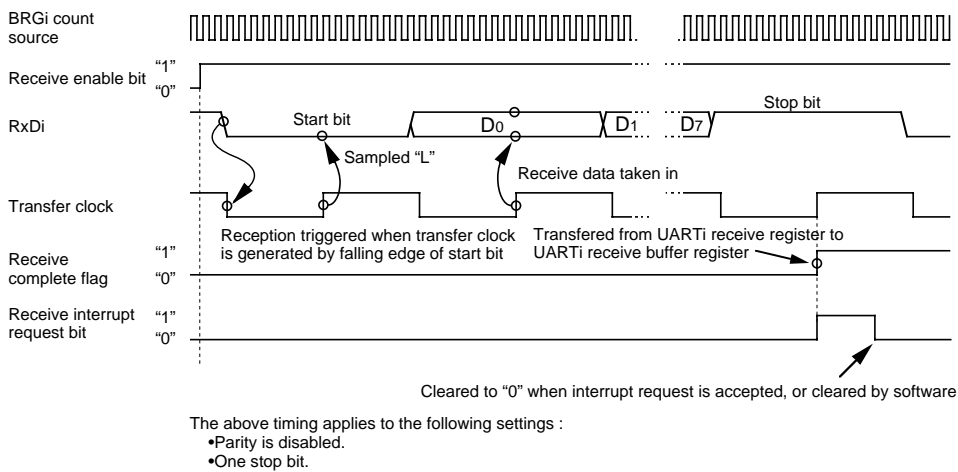 BRGi count
source
Receive enable bit
“1”
“0”
RxDi
Start bit
D0
D1
D7
Stop bit
Sampled “L”
Receive data taken in
Transfer clock
Reception triggered when transfer clock
is generated by falling edge of start bit
Transfered from UARTi receive register to
UARTi receive buffer register
Receive
complete flag
“1”
“0”
Receive interrupt
request bit
“1”
“0”
Cleared to “0” when interrupt request is accepted, or cleared by software
The above timing applies to the following settings :
•Parity is disabled.
•One stop bit.